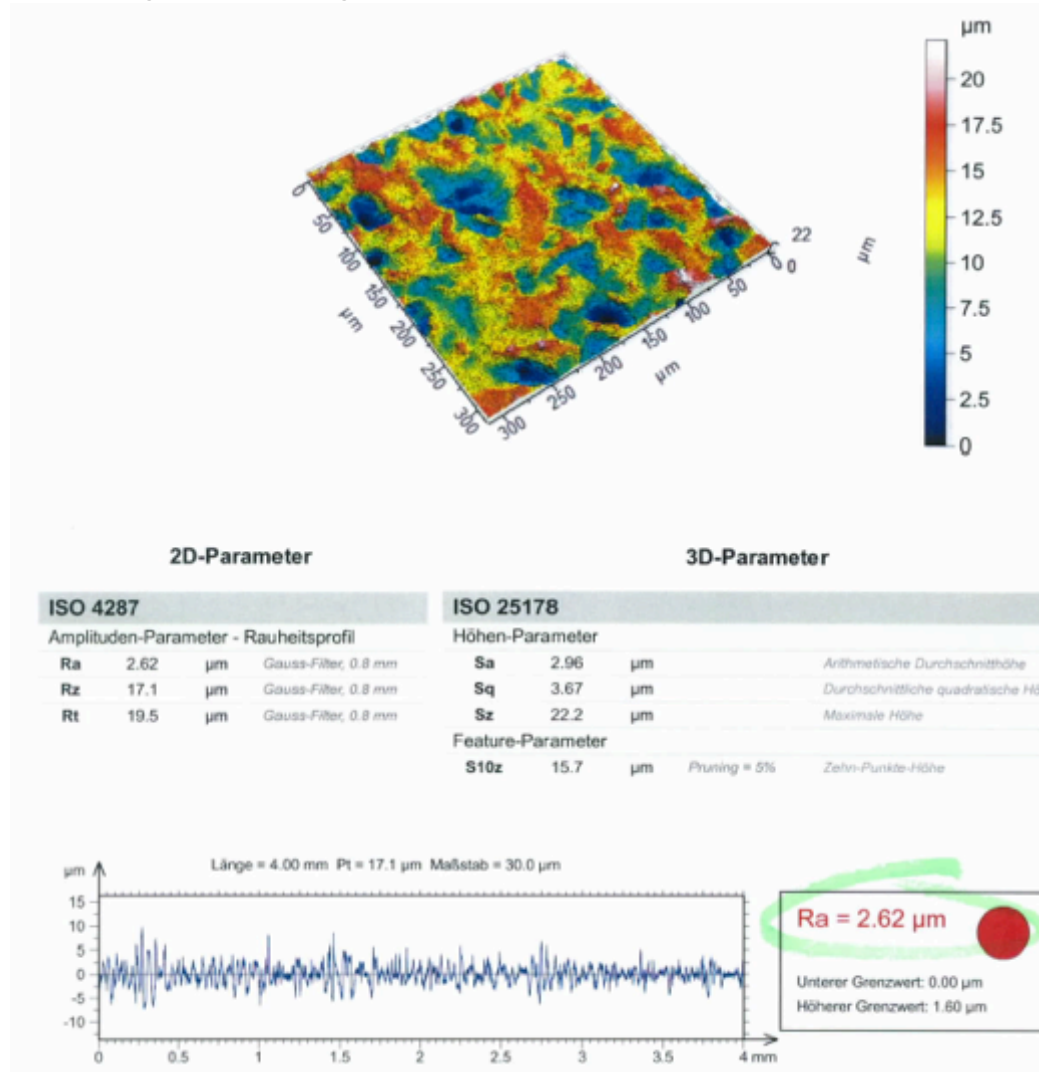 µm
20
17.5
15
12.5
10
7.5
5
2.5
0
22
0
µm
0
50
100
150
200
250
300
µm
300
250
200
150
100
50
0
µm
2D-Parameter
3D-Parameter
ISO 4287
ISO 25178
Amplituden-Parameter - Rauheitsprofil
Höhen-Parameter
Ra 2.62 µm Gauss-Filter, 0.8 mm
Sa 2.96 µm Arithmetische Durchschnitthöhe
Rz 17.1 µm Gauss-Filter, 0.8 mm
Sq 3.67 µm Durchschnittliche quadratische Hö
Rt 19.5 µm Gauss-Filter, 0.8 mm
Sz 22.2 µm Maximale Höhe
Feature-Parameter
S10z 15.7 µm Pruning = 5% Zehn-Punkte-Höhe
Länge = 4.00 mm Pt = 17.1 µm Maßstab = 30.0 µm
µm
15
10
5
0
-5
-10
0 0.5 1 1.5 2 2.5 3 3.5 4 mm
Ra = 2.62 µm
Unterer Grenzwert: 0.00 µm
Höherer Grenzwert: 1.60 µm